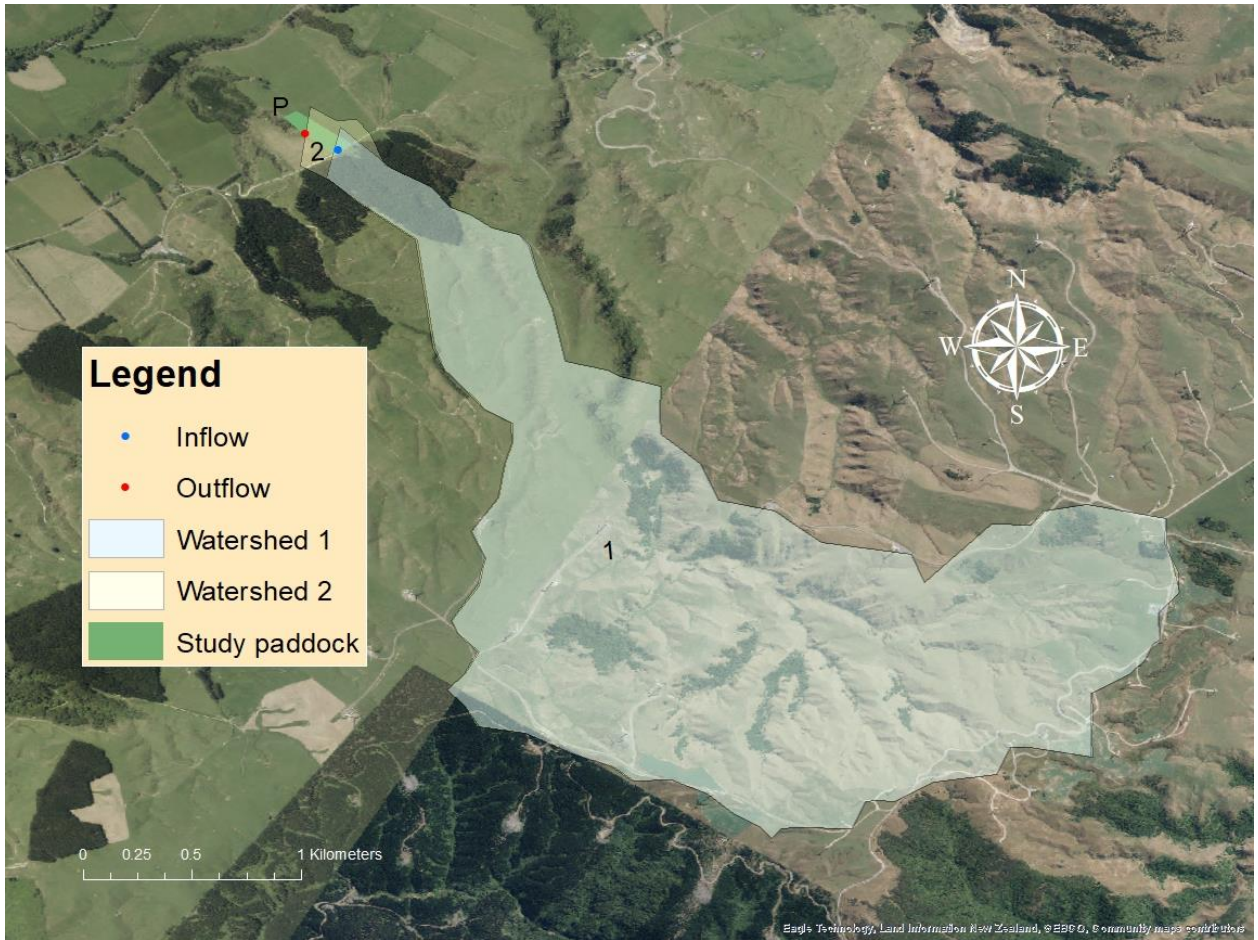 P
2
N
W E
S
1
Legend
Inflow
Outflow
Watershed 1
Watershed 2
Study paddock
0 0.25 0.5 1 Kilometers
Eagle Technology, Land Information New Zealand, GEBCO, Community maps contributors